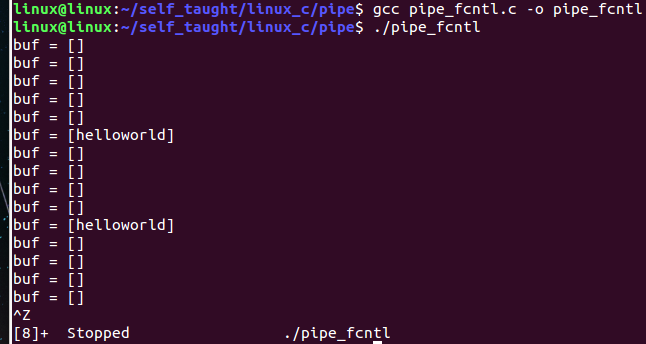 linux@linux:~/self_taught/linux_c/pipe$ gcc pipe_fcntl.c -o pipe_fcntl
linux@linux:~/self_taught/linux_c/pipe$ ./pipe_fcntl
buf = []
buf = []
buf = []
buf = []
buf = []
buf = [helloworld]
buf = []
buf = []
buf = []
buf = []
buf = [helloworld]
buf = []
buf = []
buf = []
buf = []
^Z
[8]+  Stopped                 ./pipe_fcntl